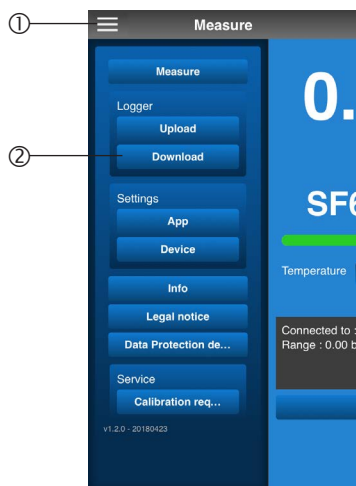 ①
Measure
Measure
Logger
Upload
②
Download
Settings
App
Device
Info
Legal notice
Data Protection de...
Service
Calibration req...
v1.2.0 - 20180423
0.
SF6
Temperature
Connected to :
Range : 0.00 b